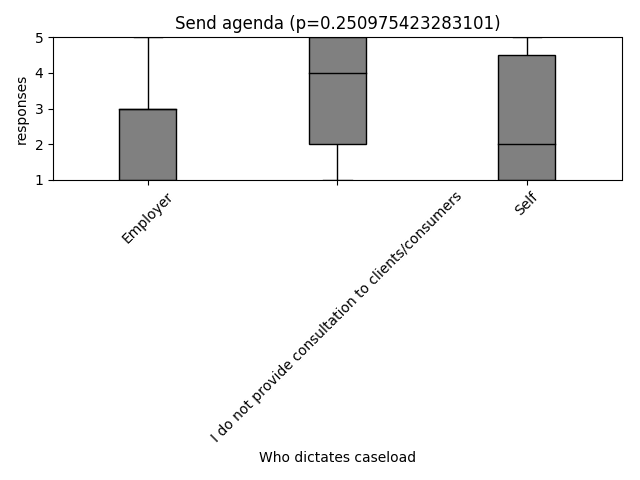 Send agenda (p=0.250975423283101)
responses
5
4
3
2
1
Employer
I do not provide consultation to clients/consumers
Self
Who dictates caseload